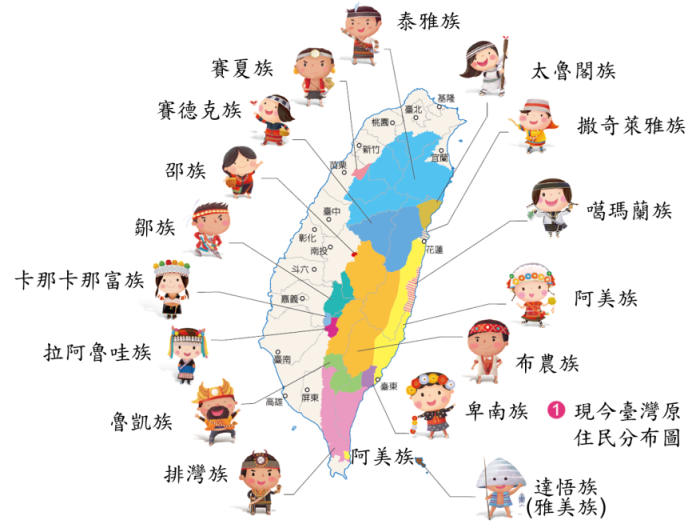 泰雅族
賽夏族
太魯閣族
賽德克族
撒奇萊雅族
邵族
噶瑪蘭族
鄒族
卡那卡那富族
阿美族
拉阿魯哇族
布農族
魯凱族
卑南族
1 現今臺灣原
住民分布圖
排灣族
阿美族
達悟族
(雅美族)
基隆
臺北
桃園
新竹
宜蘭
苗栗
臺中
彰化
南投
花蓮
斗六
嘉義
臺南
高雄
屏東
臺東